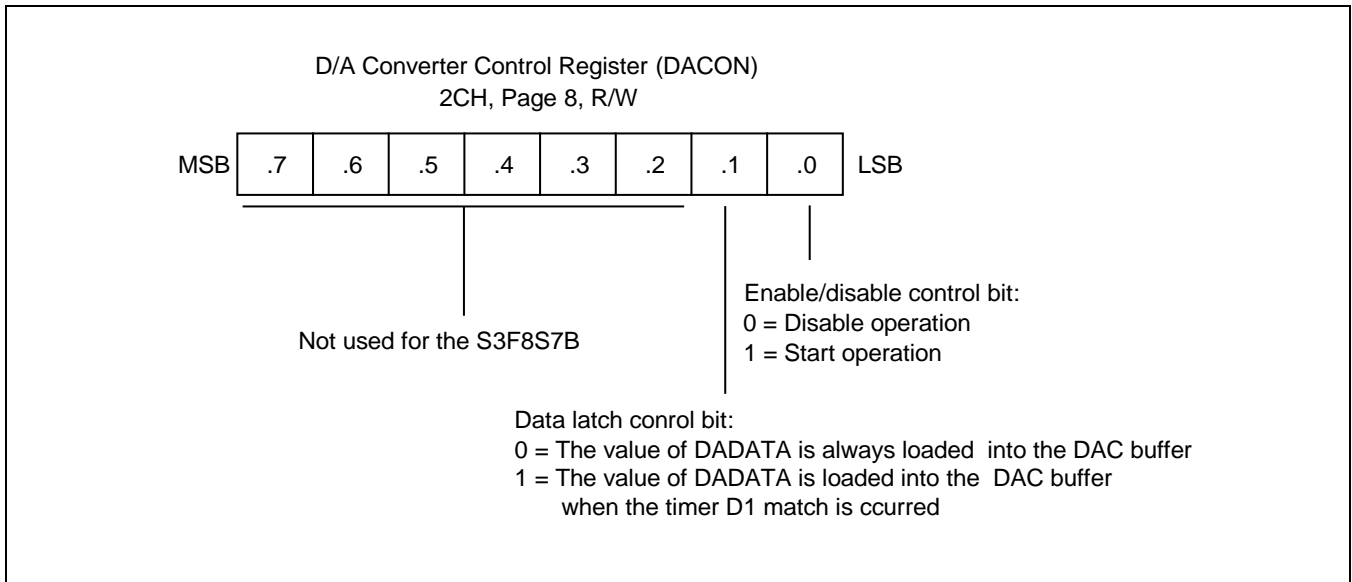 D/A Converter Control Register (DACON)
2CH, Page 8, R/W
MSB .7 .6 .5 .4 .3 .2 .1 .0 LSB
Not used for the S3F8S7B
Enable/disable control bit:
0 = Disable operation
1 = Start operation
Data latch conrol bit:
0 = The value of DADATA is always loaded into the DAC buffer
1 = The value of DADATA is loaded into the DAC buffer
when the timer D1 match is ccurred